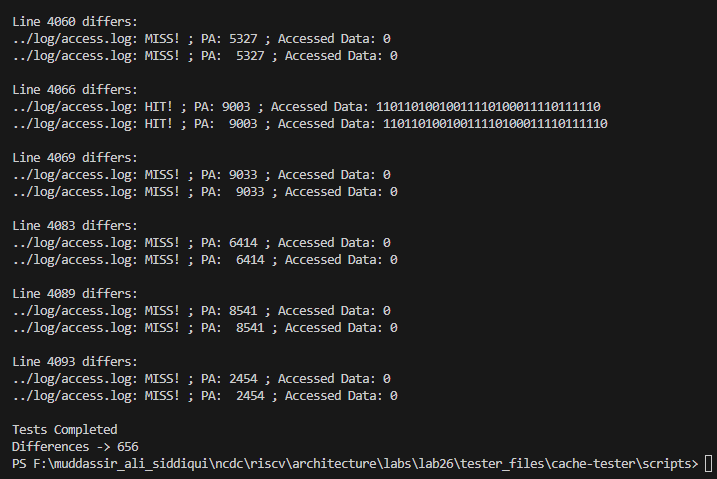 Line 4060 differs:
../log/access.log: MISS! ; PA: 5327 ; Accessed Data: 0
../log/access.log: MISS! ; PA:  5327 ; Accessed Data: 0
Line 4066 differs:
../log/access.log: HIT! ; PA: 9003 ; Accessed Data: 11011010010011110100011110111110
../log/access.log: HIT! ; PA:  9003 ; Accessed Data: 11011010010011110100011110111110
Line 4069 differs:
../log/access.log: MISS! ; PA: 9033 ; Accessed Data: 0
../log/access.log: MISS! ; PA:  9033 ; Accessed Data: 0
Line 4083 differs:
../log/access.log: MISS! ; PA: 6414 ; Accessed Data: 0
../log/access.log: MISS! ; PA:  6414 ; Accessed Data: 0
Line 4089 differs:
../log/access.log: MISS! ; PA: 8541 ; Accessed Data: 0
../log/access.log: MISS! ; PA:  8541 ; Accessed Data: 0
Line 4093 differs:
../log/access.log: MISS! ; PA: 2454 ; Accessed Data: 0
../log/access.log: MISS! ; PA:  2454 ; Accessed Data: 0
Tests Completed
Differences -> 656
PS F:\muddassir_ali_siddiqui\ncdc\riscv\architecture\labs\lab26\tester_files\cache-tester\scripts>